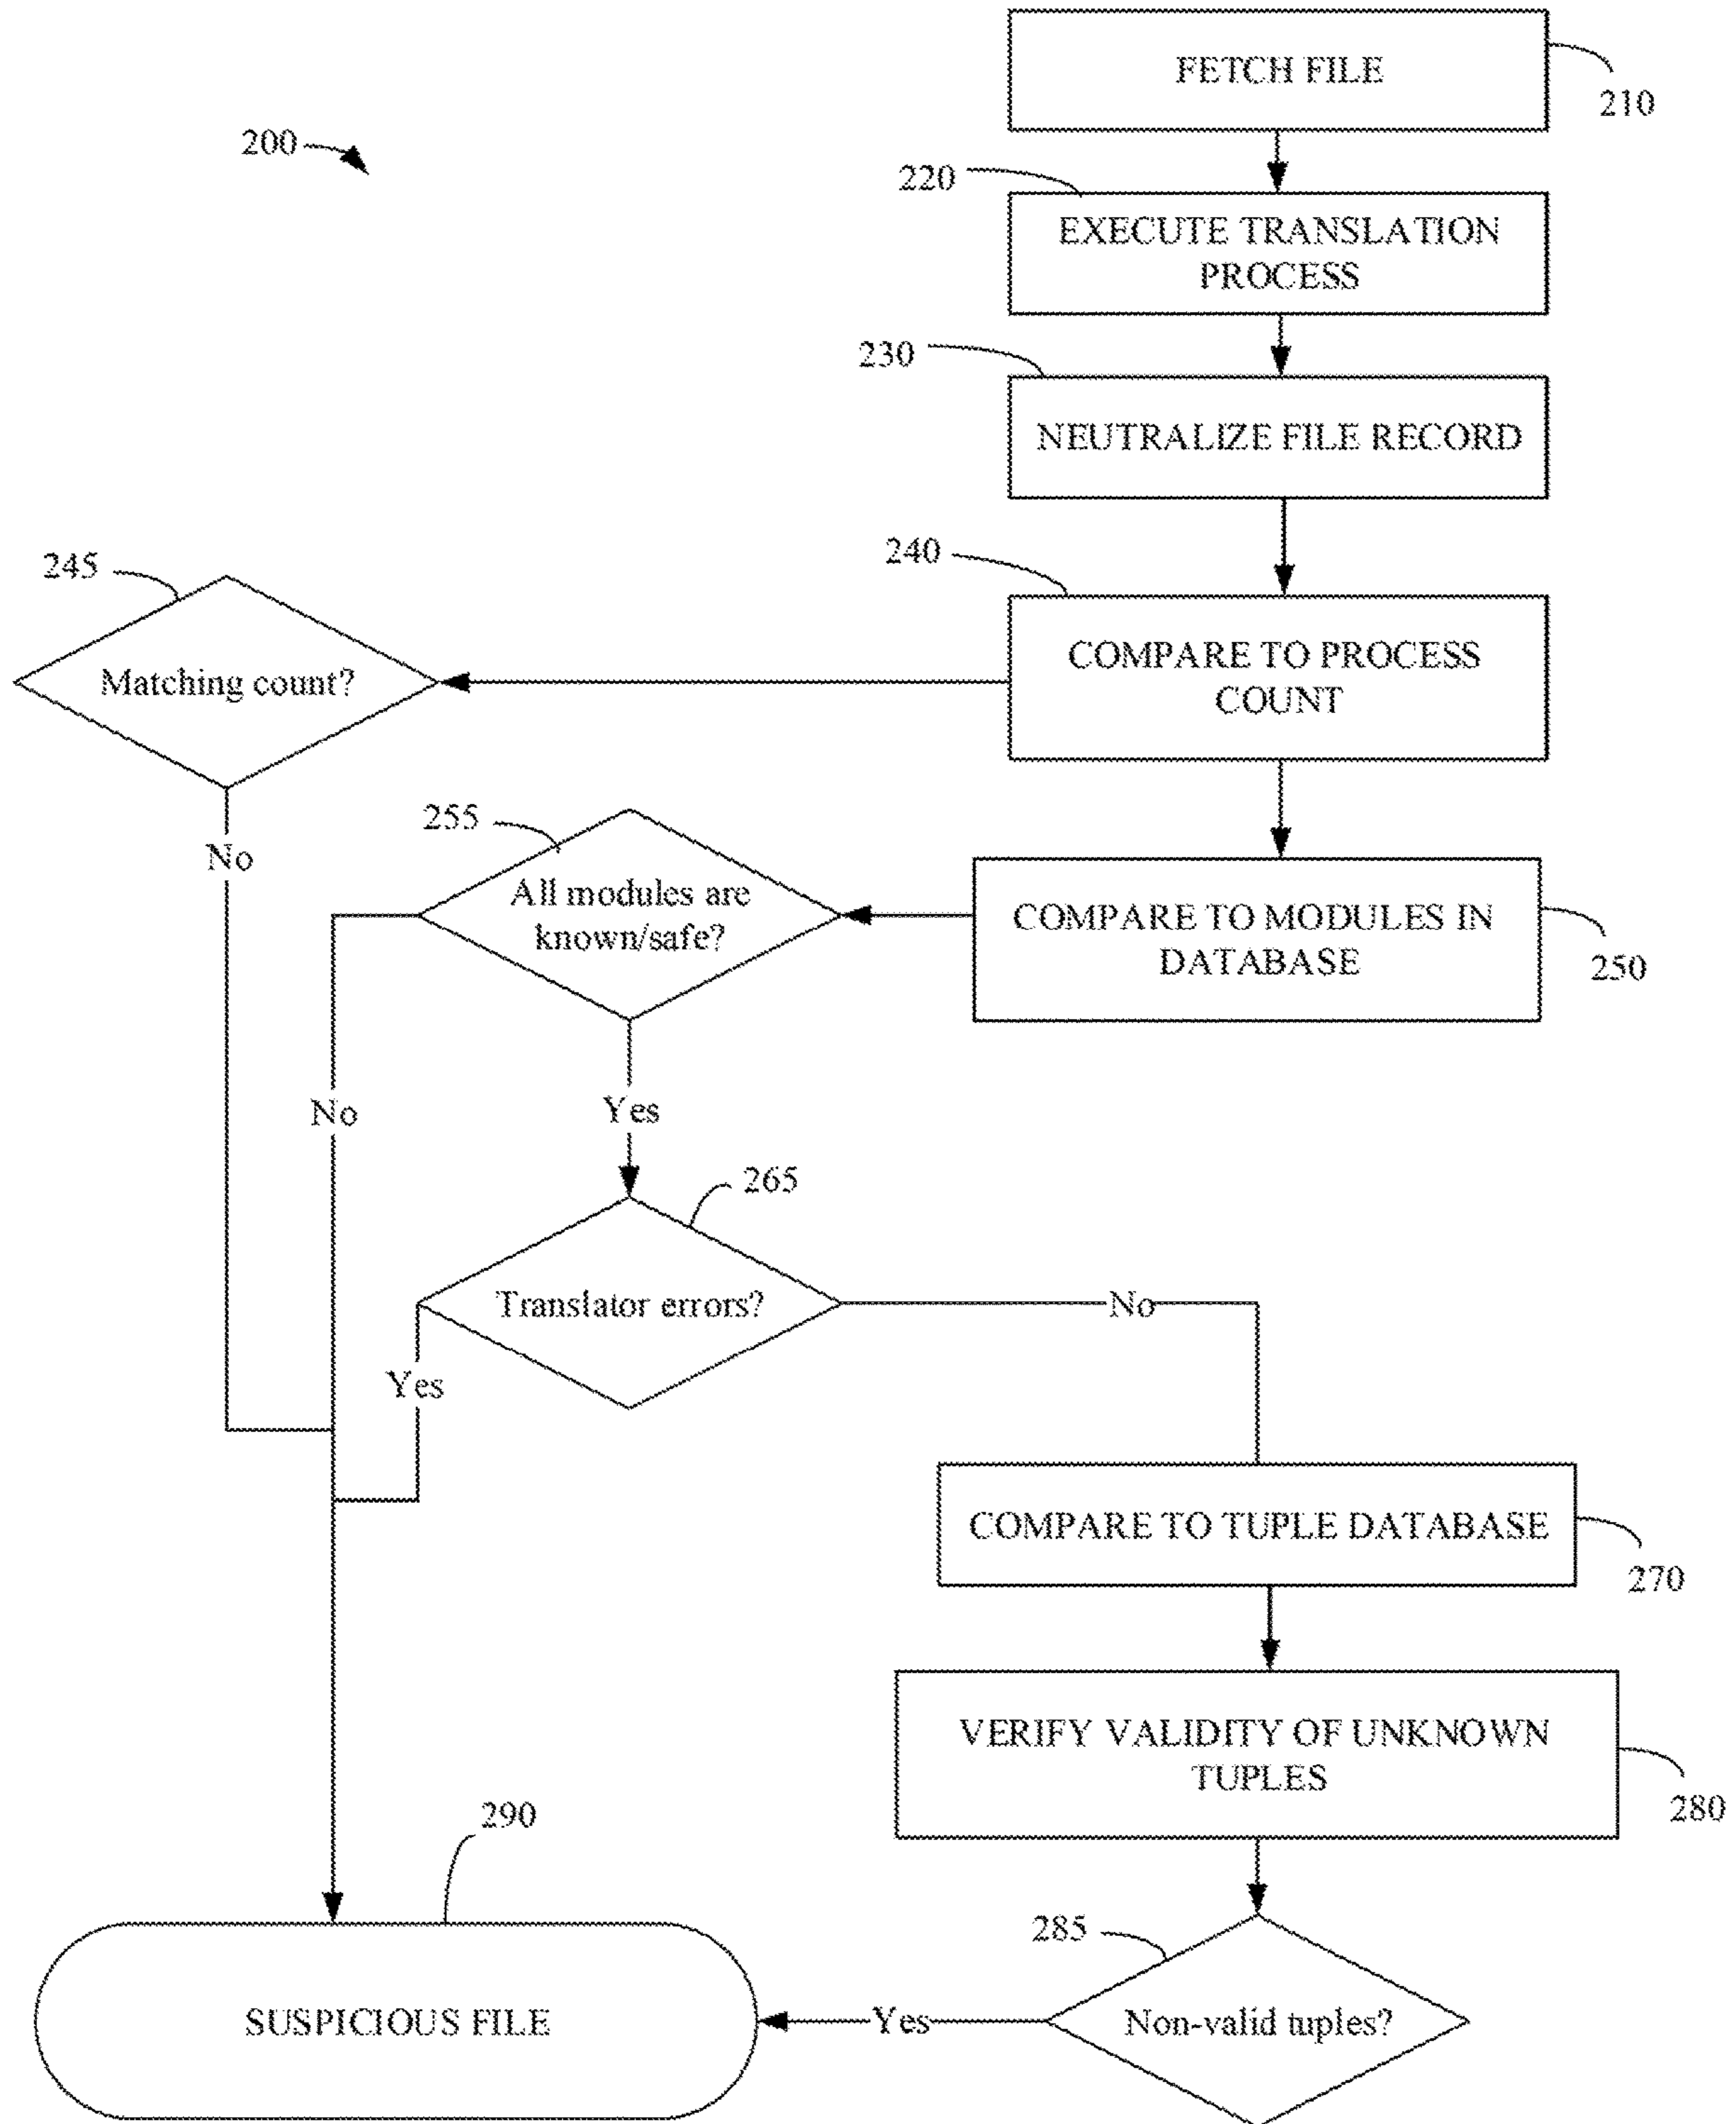 FETCH FILE
210
200
220
EXECUTE TRANSLATION
PROCESS
230
NEUTRALIZE FILE RECORD
240
245
COMPARE TO PROCESS
COUNT
Matching count?
No
255
All modules are
known/safe?
COMPARE TO MODULES IN
DATABASE
250
No
Yes
265
Translator errors?
No
Yes
COMPARE TO TUPLE DATABASE
270
VERIFY VALIDITY OF UNKNOWN
TUPLES
280
290
285
SUSPICIOUS FILE
Yes
Non-valid tuples?